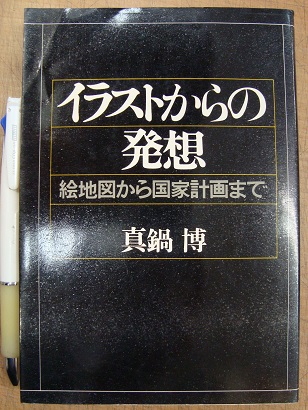 イラストからの
発想
絵地図から国家計画まで
真鍋 博